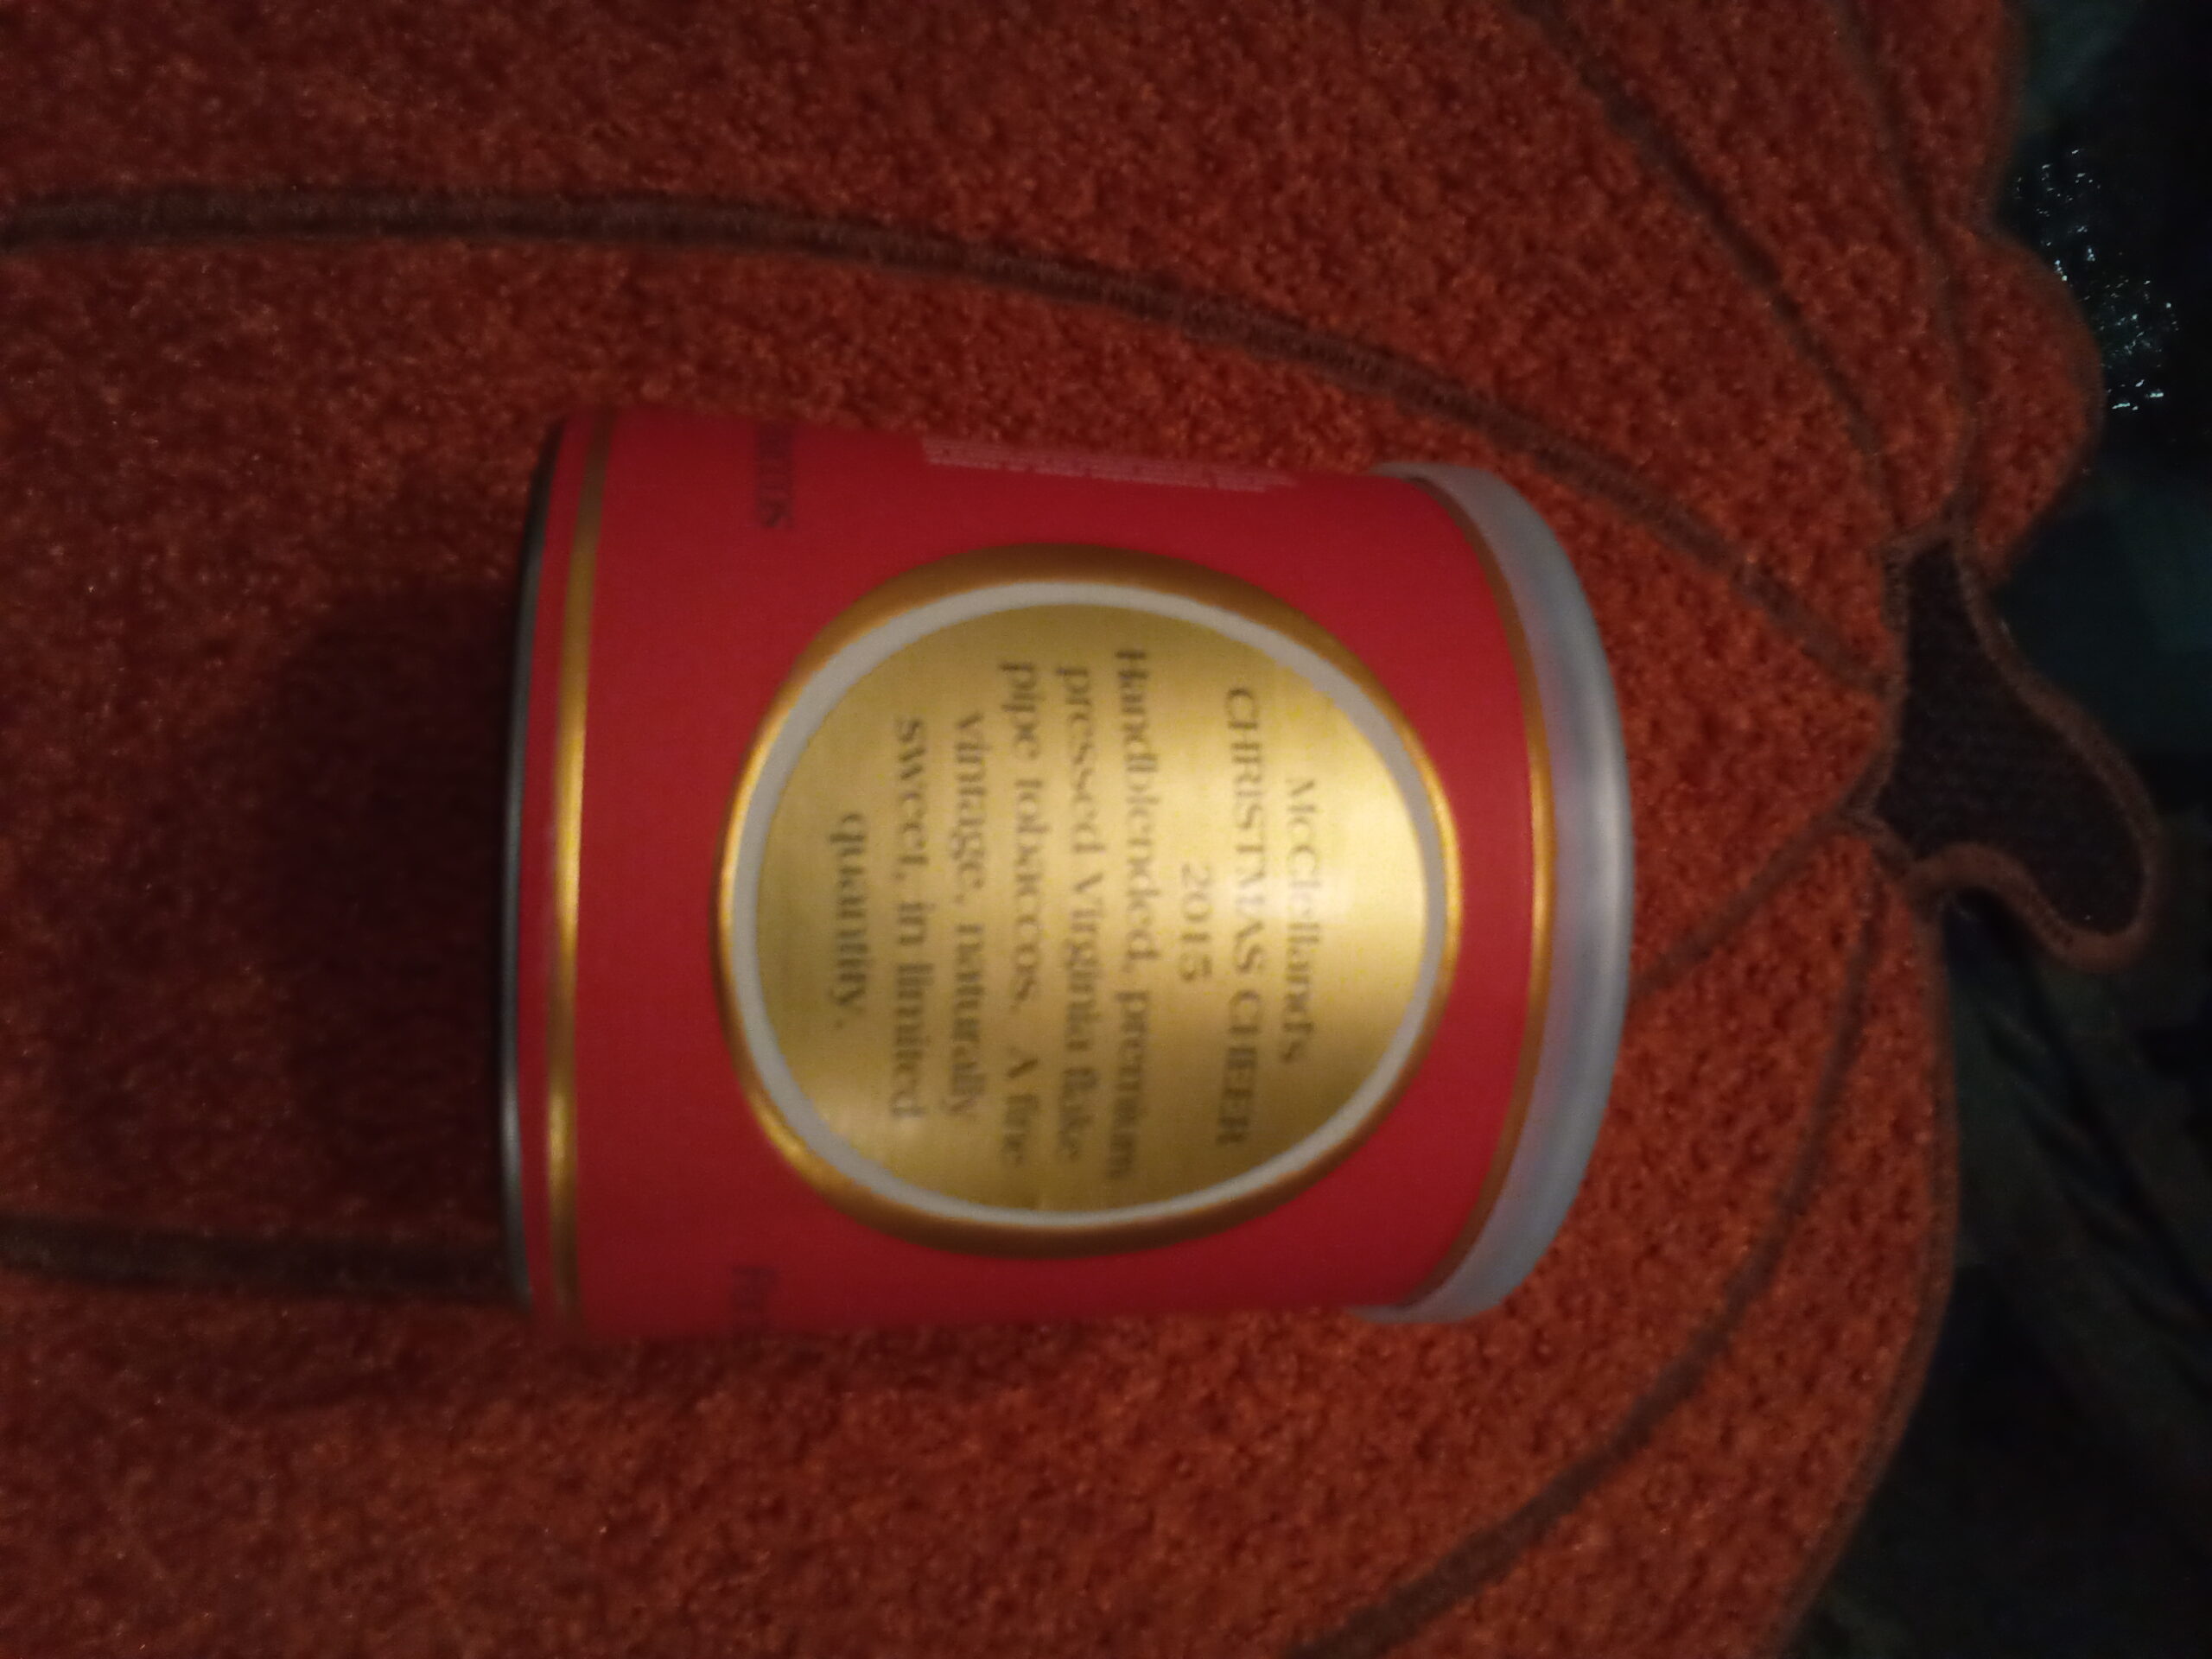 McClelland's
CHRISTMAS CHEER
2015
Handblended, premium
pressed Virginia flake
pipe tobaccos. A fine
vintage, naturally
sweet, in limited
quantity.